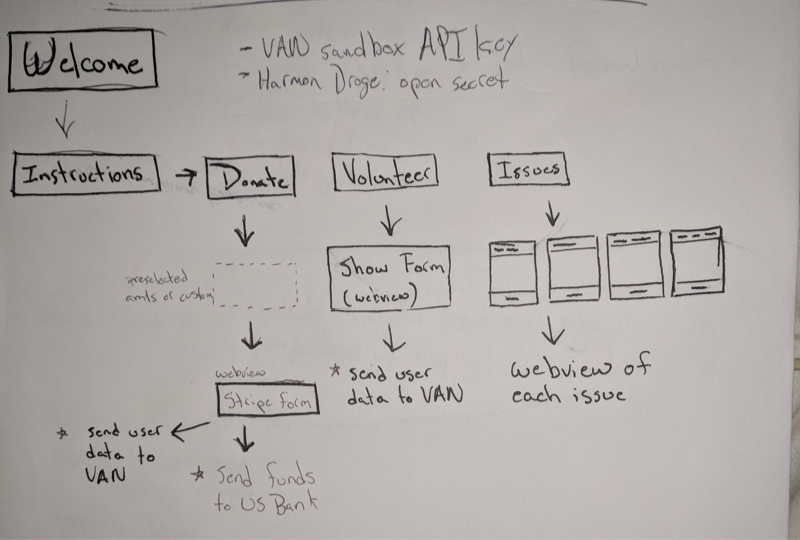 Welcome
- VAN sandbox API key
- Harmon Droge: open secret
Instructions
Donate
Volunteer
Issues
preselected
amts or custom
Show Form
(webview)
webview
Stripe form
* send user
data to VAN
webview of
each issue
* send user
data to
VAN
* Send funds
to US Bank